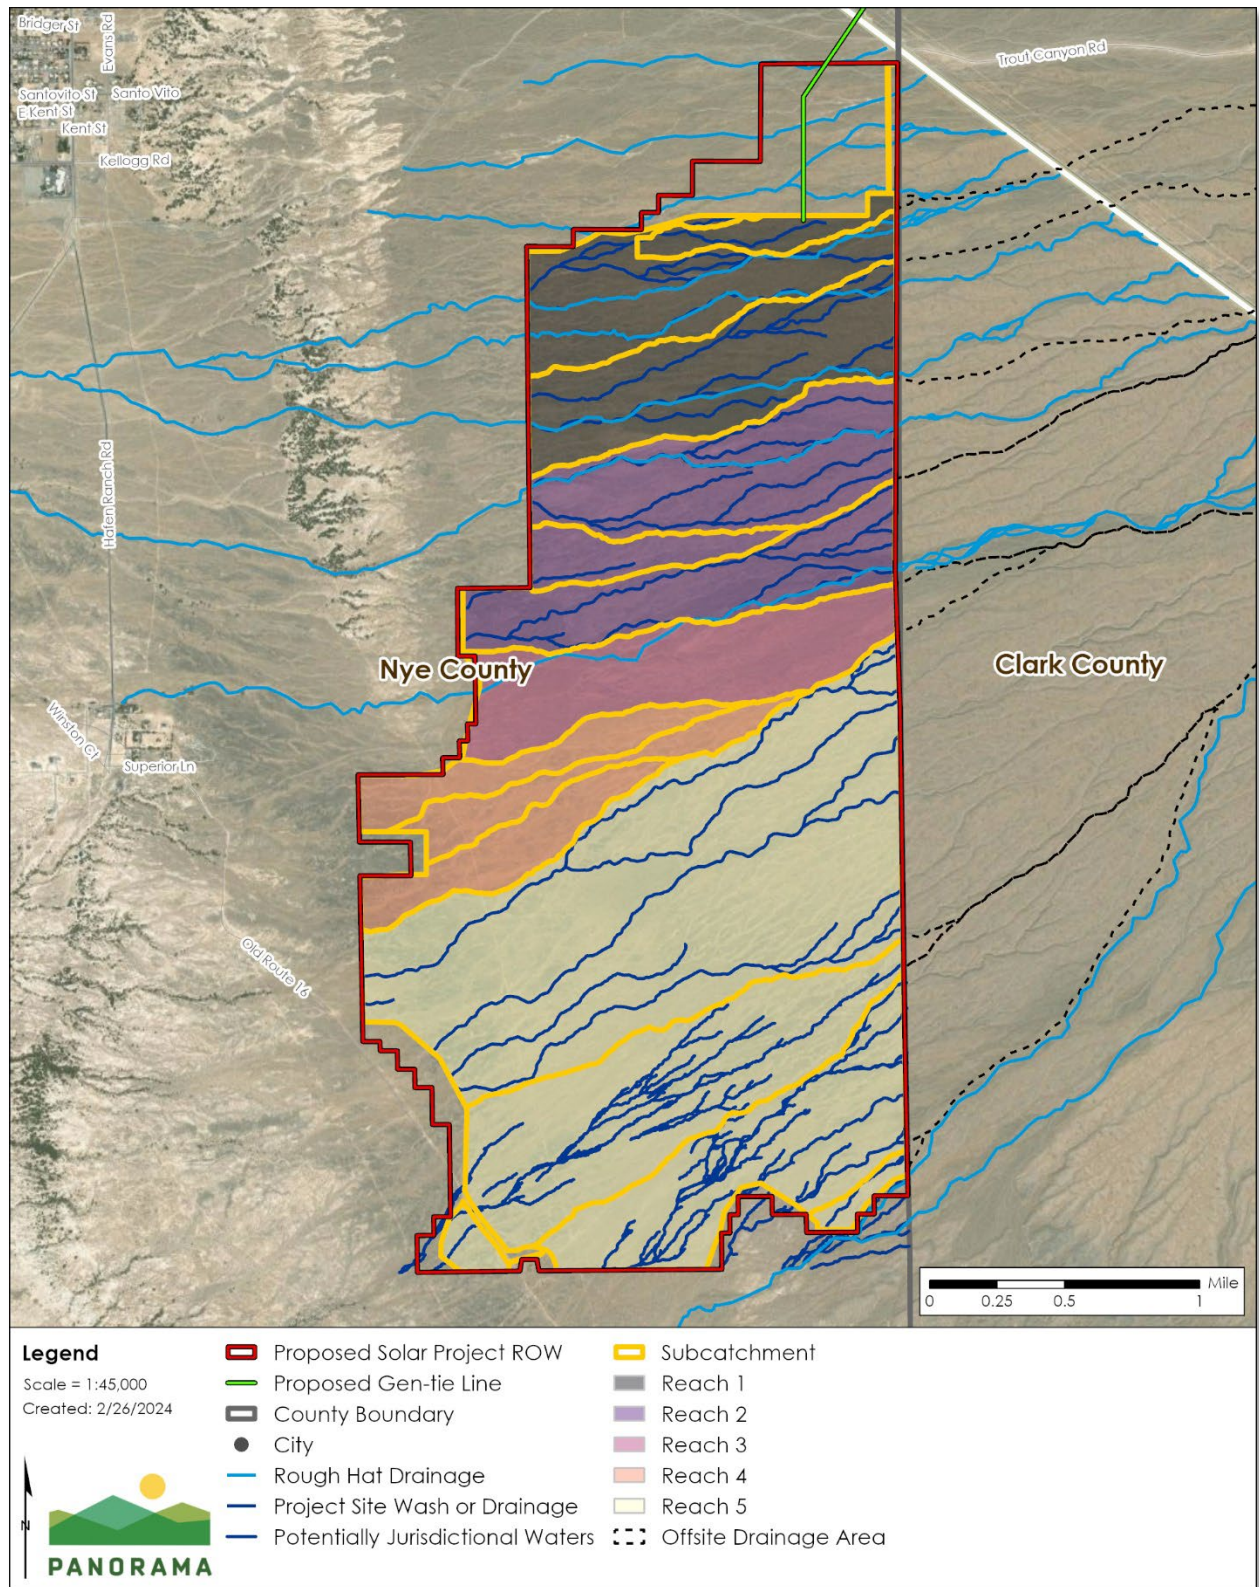 Bridger St
Evans Rd
Santovito St
Santo Vito
E Kent St
Kent St
Kellogg Rd
Trout Canyon Rd
Hafen Ranch Rd
Nye County
Clark County
Winston Ct
Superior Ln
Old Route 16
Mile
0 0.25 0.5 1
Legend
Scale = 1:45,000
Created: 2/26/2024
N
PANORAMA
Proposed Solar Project ROW
Proposed Gen-tie Line
County Boundary
City
Rough Hat Drainage
Project Site Wash or Drainage
Potentially Jurisdictional Waters
Subcatchment
Reach 1
Reach 2
Reach 3
Reach 4
Reach 5
Offsite Drainage Area